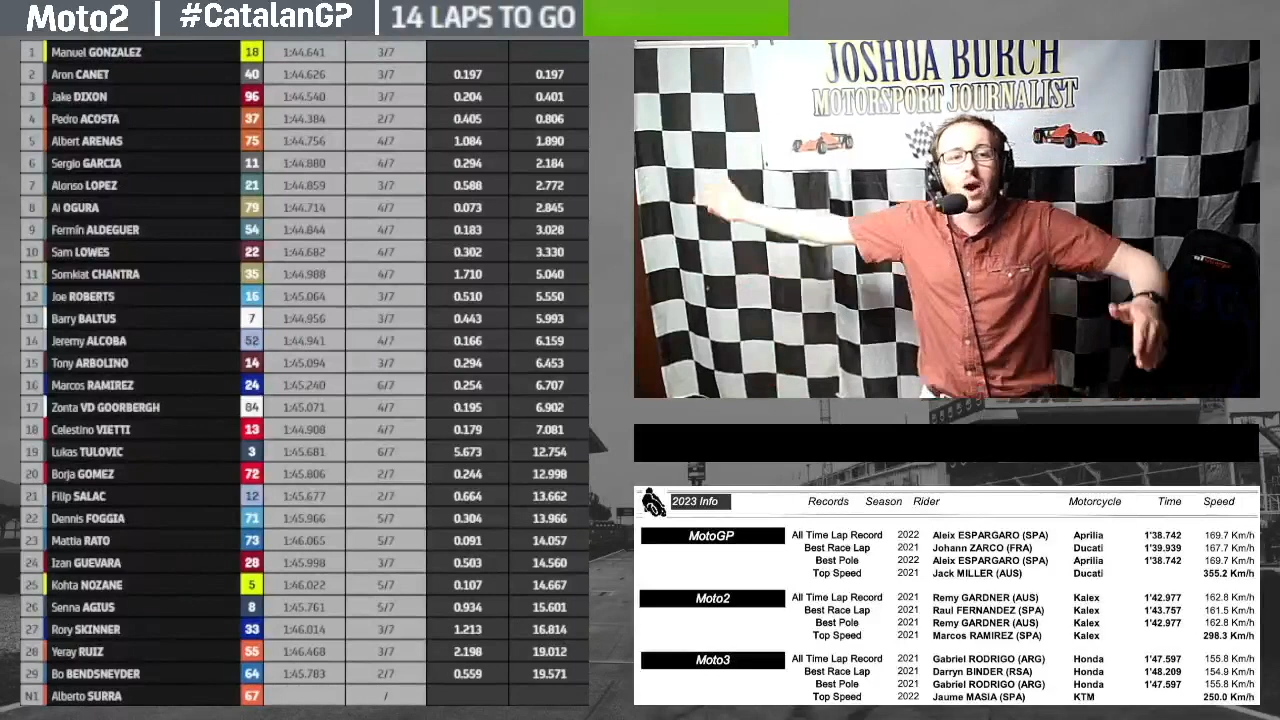 Moto2 | #CatalanGP | 14 LAPS TO GO
1 Manuel GONZALEZ 18 1:44.641 3/7
2 Aron CANET 40 1:44.626 3/7 0.197 0.197
3 Jake DIXON 96 1:44.540 3/7 0.204 0.401
4 Pedro ACOSTA 37 1:44.384 2/7 0.405 0.806
5 Albert ARENAS 75 1:44.756 3/7 1.084 1.890
6 Sergio GARCIA 11 1:44.880 4/7 0.294 2.184
7 Alonso LOPEZ 21 1:44.859 3/7 0.588 2.772
8 Ai OGURA 79 1:44.714 4/7 0.073 2.845
9 Fermín ALDEGUER 54 1:44.844 4/7 0.183 3.028
10 Sam LOWES 22 1:44.682 4/7 0.302 3.330
11 Somkiat CHANTRA 35 1:44.988 4/7 1.710 5.040
12 Joe ROBERTS 16 1:45.064 3/7 0.510 5.550
13 Barry BALTUS 7 1:44.956 3/7 0.443 5.993
14 Jeremy ALCOBA 52 1:44.941 4/7 0.166 6.159
15 Tony ARBOLINO 14 1:45.094 3/7 0.294 6.453
16 Marcos RAMIREZ 24 1:45.240 6/7 0.254 6.707
17 Zonta VD GOORBERGH 84 1:45.071 4/7 0.195 6.902
18 Celestino VIETTI 13 1:44.908 4/7 0.179 7.081
19 Lukas TULOVIC 3 1:45.681 6/7 5.673 12.754
20 Borja GOMEZ 72 1:45.806 2/7 0.244 12.998
21 Filip SALAC 12 1:45.677 6/7 0.664 13.662
22 Dennis FOGGIA 71 1:45.966 4/7 0.304 13.966
23 Mattia RATO 73 1:46.065 5/7 0.091 14.057
24 Izan GUEVARA 28 14.560
25 Kohta NOZANE 5 1:46.022 5/7 0.107 14.667
26 Senna AGIUS 8 1:45.761 5/7 0.934 15.601
27 Rory SKINNER 33 1:46.010 3/7 16.814
28 Yeray RUIZ 55 3/7 2.198 19.012
29 Bo BENDSNEYDER 64 1:44.783
N1 Alberto SURRA 67
JOSHUA BURCH
MOTORSPORT JOURNALIST
2023 Info Records Season Rider Motorcycle Time Speed
MotoGP All Time Lap Record 2022 Aleix ESPARGARO (SPA) Aprilia 1'38.742 169.7 Km/h
Best Race Lap 2021 Johann ZARCO (FRA) Ducati 1'39.939 167.7 Km/h
Best Pole 2022 Aleix ESPARGARO (SPA) Aprilia 1'38.742 169.7 Km/h
Top Speed 2021 Jack MILLER (AUS) Ducati 355.2 Km/h
Moto2 All Time Lap Record 2021 Remy GARDNER (AUS) Kalex 1'42.977 162.8 Km/h
Best Race Lap 2021 Raul FERNANDEZ (SPA) Kalex 1'43.757 161.5 Km/h
Best Pole 2021 Remy GARDNER (AUS) Kalex 1'42.977 162.8 Km/h
Top Speed 2021 Marcos RAMIREZ (SPA) Kalex 298.3 Km/h
Moto3 All Time Lap Record 2021 Gabriel RODRIGO (ARG) Honda 1'47.597 155.8 Km/h
Best Race Lap 2021 Darryn BINDER (RSA) Honda 1'48.209 154.9 Km/h
Best Pole 2021 Gabriel RODRIGO (ARG) Honda 1'47.597 155.8 Km/h
Top Speed 2022 Jaume MASIA (SPA) KTM 250.0 Km/h